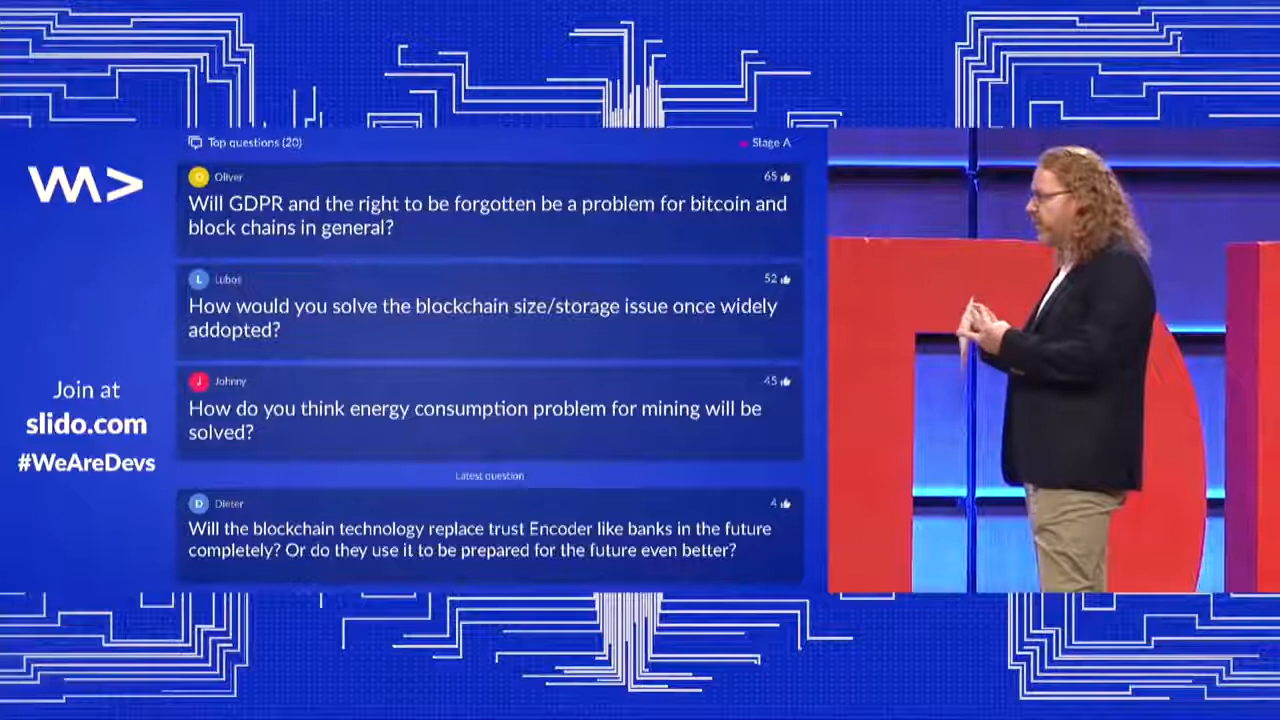 Top questions (20)
Stage A
Oliver
65
Will GDPR and the right to be forgotten be a problem for bitcoin and
block chains in general?
L
Lubos
52
How would you solve the blockchain size/storage issue once widely
addopted?
J
Johnny
45
How do you think energy consumption problem for mining will be
solved?
Latest question
D
Dieter
4
Will the blockchain technology replace trust Encoder like banks in the future
completely? Or do they use it to be prepared for the future even better?
Join at
slido.com
#WeAreDevs